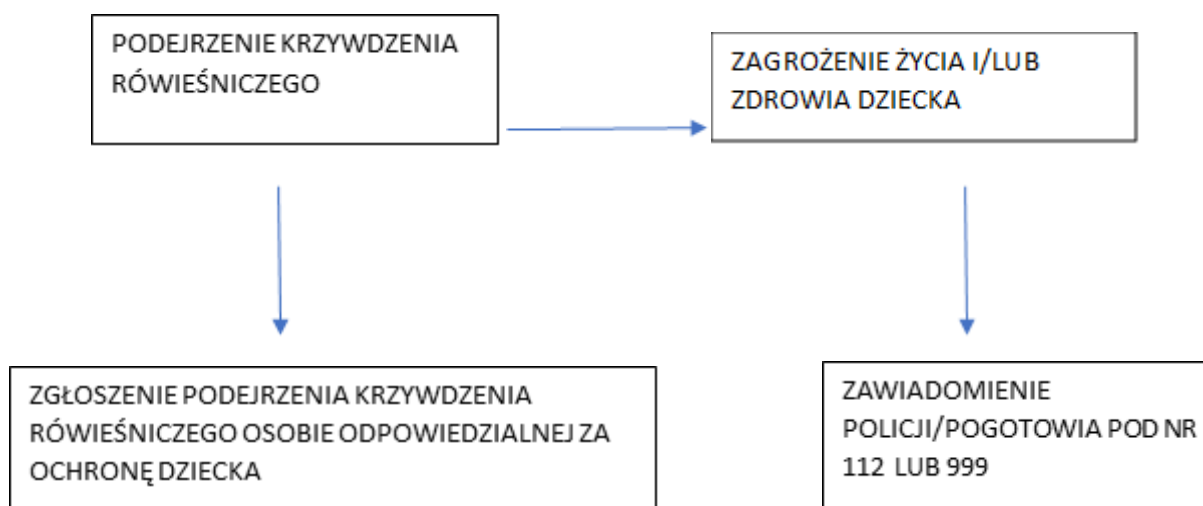 PODEJRZENIE KRZYWDZENIA
RÓWIEŚNICZEGO
ZAGROŻENIE ŻYCIA I/LUB
ZDROWIA DZIECKA
ZGŁOSZENIE PODEJRZENIA KRZYWDZENIA
RÓWIEŚNICZEGO OSOBIE ODPOWIEDZIALNEJ ZA
OCHRONĘ DZIECKA
ZAWIADOMIENIE
POLICJI/POGOTOWIA POD NR
112 LUB 999